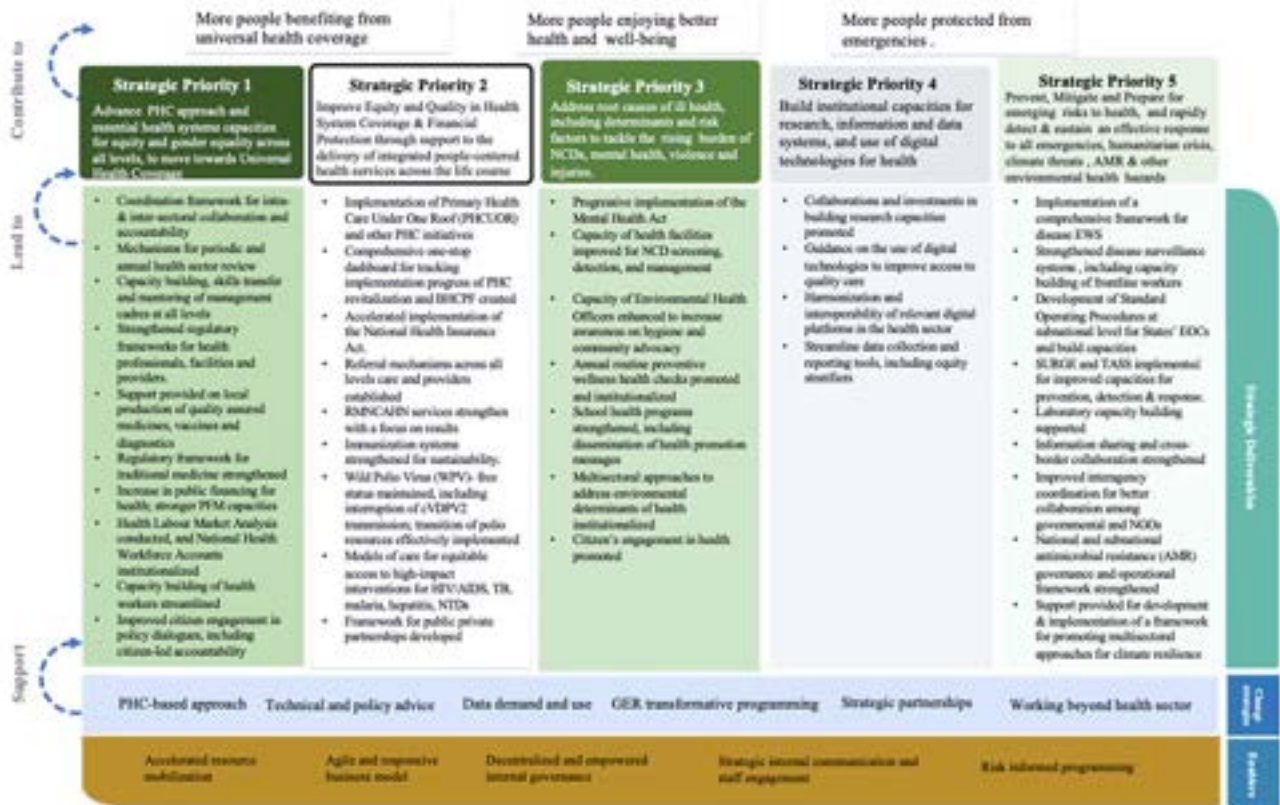 More people benefiting from
universal health coverage
More people enjoying better
health and well-being
More people protected from
emergencies .
Contribute to
Lead to
Support
Strategic Priority 1
Advance PHC approach and
essential health systems capacities
for equity and gender equality across
all levels, to move towards Universal
Health Coverage
Strategic Priority 2
Improve Equity and Quality in Health
System Coverage & Financial
Protection through support to the
delivery of integrated people-centered
health services across the life course
Strategic Priority 3
Address root causes of ill health,
including determinants and risk
factors to tackle the rising burden of
NCDs, mental health, violence and
injuries.
Strategic Priority 4
Build institutional capacities for
research, information and data
systems, and use of digital
technologies for health
Strategic Priority 5
Prevent, Mitigate and Prepare for
emerging risks to health, and rapidly
detect & sustain an effective response
to all emergencies, humanitarian crisis,
climate threats , AMR & other
environmental health hazards
• Coordination framework for intra-
& inter-sectoral collaboration and
accountability
• Mechanisms for periodic and
annual health sector review
• Capacity building, skills transfer
and mentoring of management
cadres at all levels
• Strengthened regulatory
frameworks for health
professionals, facilities and
providers.
• Support provided on local
production of quality assured
medicines, vaccines and
diagnostics
• Regulatory framework for
traditional medicine strengthened
• Increase in public financing for
health; stronger PFM capacities
• Health Labour Market Analysis
conducted, and National Health
Workforce Accounts
institutionalized
• Capacity building of health
workers streamlined
• Improved citizen engagement in
policy dialogues, including
citizen-led accountability
• Implementation of Primary Health
Care Under One Roof (PHCUOR)
and other PHC initiatives
• Comprehensive one-stop
dashboard for tracking
implementation progress of PHC
revitalization and BHCPF created
• Accelerated implementation of
the National Health Insurance
Act.
• Referral mechanisms across all
levels care and providers
established
• RMNCAHN services strengthen
with a focus on results
• Immunization systems
strengthened for sustainability.
• Wild Polio Virus (WPV)- free
status maintained, including
interruption of cVDPV2
transmission; transition of polio
resources effectively implemented
• Models of care for equitable
access to high-impact
interventions for HIV/AIDS, TB,
malaria, hepatitis, NTDs
• Framework for public private
partnerships developed
• Progressive implementation of the
Mental Health Act
• Capacity of health facilities
improved for NCD screening,
detection, and management
• Capacity of Environmental Health
Officers enhanced to increase
awareness on hygiene and
community advocacy
• Annual routine preventive
wellness health checks promoted
and institutionalized
• School health programs
strengthened, including
dissemination of health promotion
messages
• Multisectoral approaches to
address environmental
determinants of health
institutionalized
• Citizen's engagement in health
promoted
• Collaborations and investments in
building research capacities
promoted
• Guidance on the use of digital
technologies to improve access to
quality care
• Harmonization and
interoperability of relevant digital
platforms in the health sector
• Streamline data collection and
reporting tools, including equity
stratifiers
• Implementation of a
comprehensive framework for
disease EWS
• Strengthened disease surveillance
systems , including capacity
building of frontline workers
• Development of Standard
Operating Procedures at
subnational level for States' EOCs
and build capacities
• SURGE and TASS implemented
for improved capacities for
prevention, detection & response.
• Laboratory capacity building
supported
• Information sharing and cross-
border collaboration strengthened
• Improved interagency
coordination for better
collaboration among
governmental and NGOs
• National and subnational
antimicrobial resistance (AMR)
governance and operational
framework strengthened
• Support provided for development
& implementation of a framework
for promoting multisectoral
approaches for climate resilience
Strategic Deliverables
PHC-based approach
Technical and policy advice
Data demand and use
GER transformative programming
Strategic partnerships
Working beyond health sector
Change
strategies
Accelerated resource
mobilization
Agile and responsive
business model
Decentralized and empowered
internal governance
Strategic internal communication and
staff engagement
Risk informed programming
Enablers